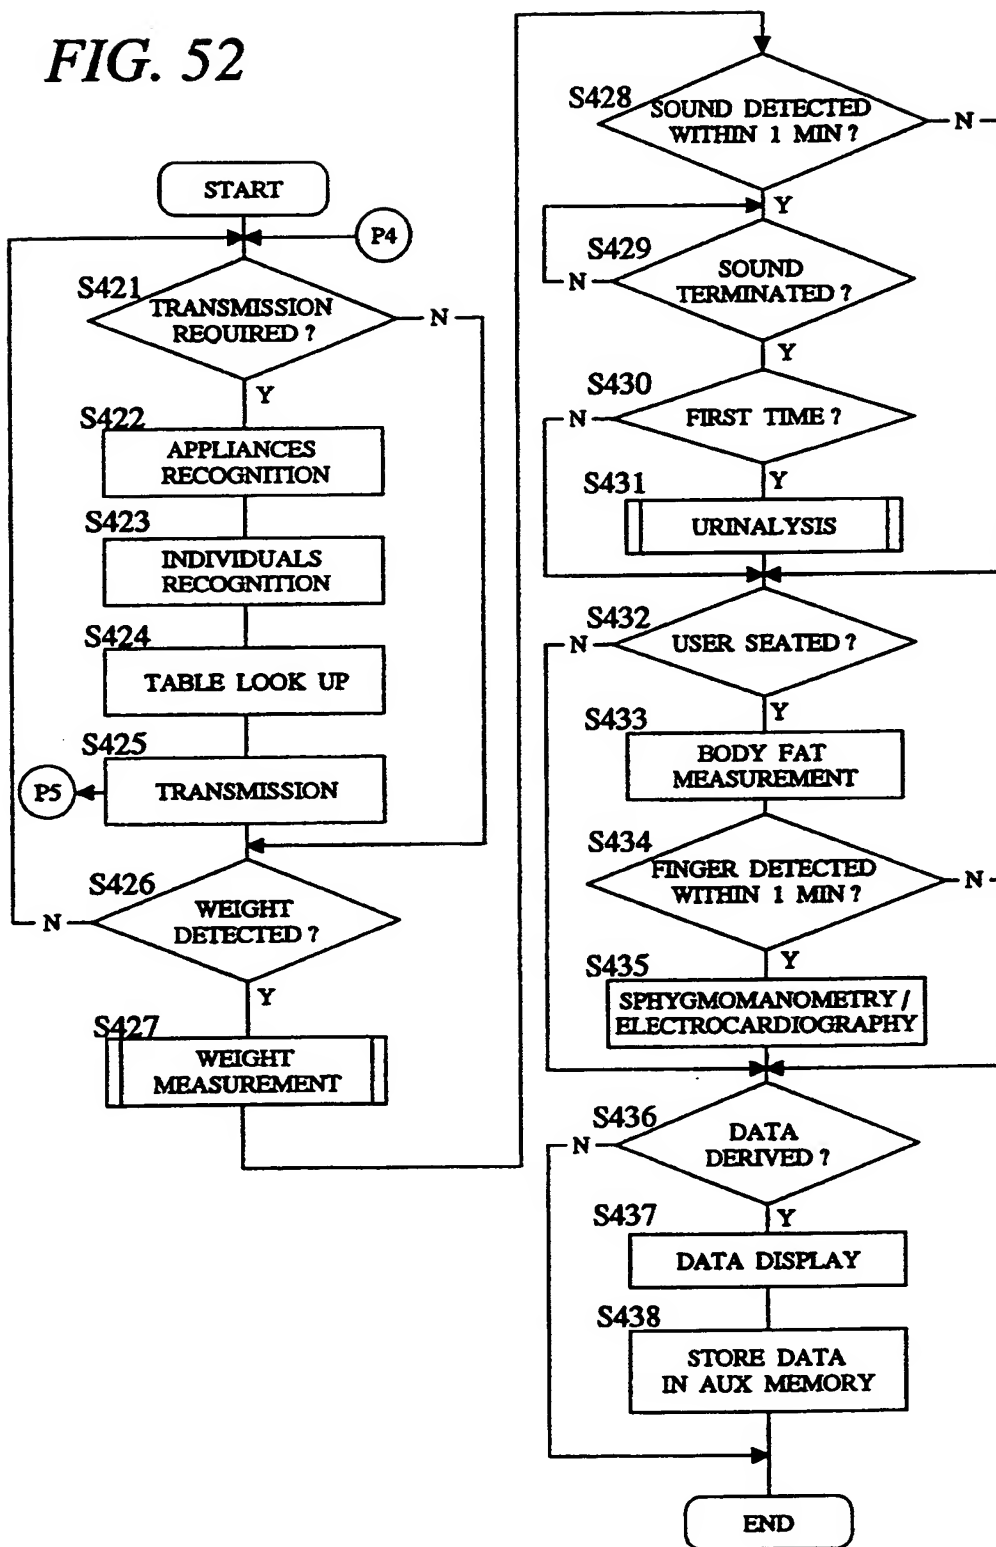 FIG. 52
START
P4
S421
TRANSMISSION
REQUIRED ?
N
Y
S422
APPLIANCES
RECOGNITION
S423
INDIVIDUALS
RECOGNITION
S424
TABLE LOOK UP
S425
TRANSMISSION
P5
S426
WEIGHT
DETECTED ?
N
Y
S427
WEIGHT
MEASUREMENT
S428
SOUND DETECTED
WITHIN 1 MIN ?
N
Y
S429
SOUND
TERMINATED ?
N
Y
S430
FIRST TIME ?
N
Y
S431
URINALYSIS
S432
USER SEATED ?
N
Y
S433
BODY FAT
MEASUREMENT
S434
FINGER DETECTED
WITHIN 1 MIN ?
N
Y
S435
SPHYGMOMANOMETRY /
ELECTROCARDIOGRAPHY
S436
DATA
DERIVED ?
N
Y
S437
DATA DISPLAY
S438
STORE DATA
IN AUX MEMORY
END